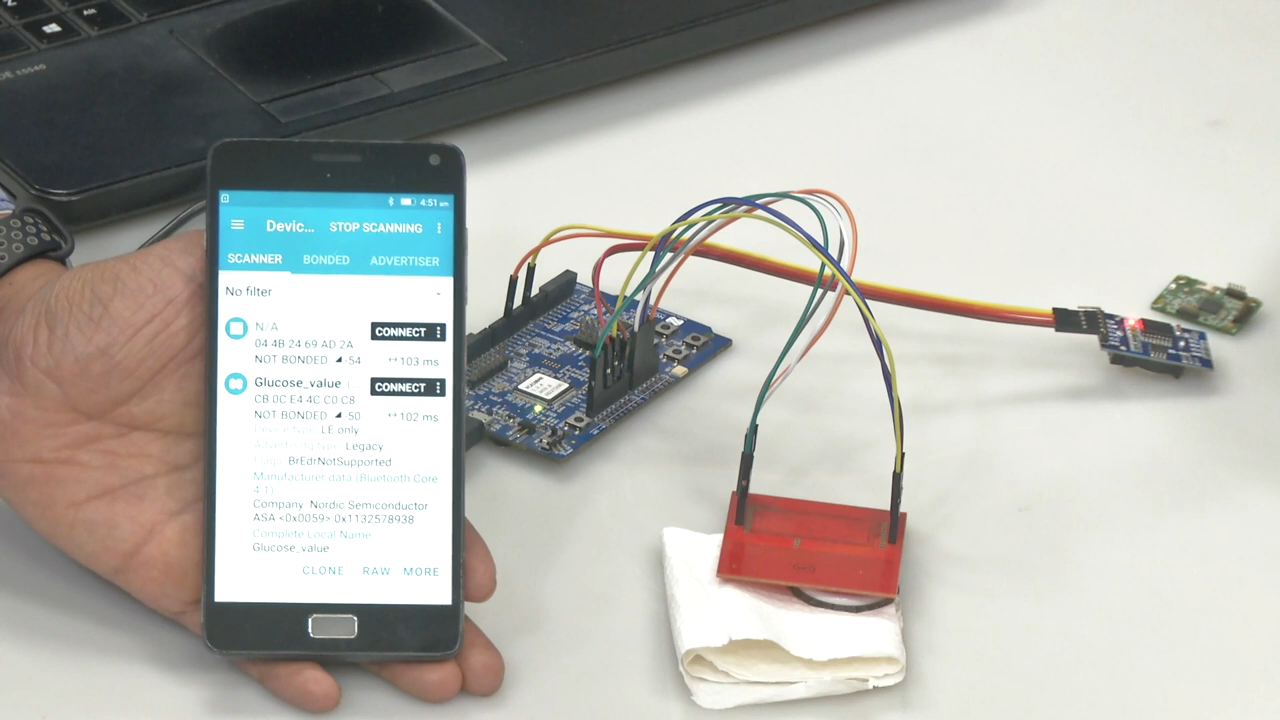 Alt
4:51 am
Devic... STOP SCANNING
SCANNER BONDED ADVERTISER
No filter
N/A CONNECT
04 4B 24 69 AD 2A
NOT BONDED -54 103 ms
Glucose_value CONNECT
CB 0C E4 4C C0 C8
NOT BONDED -50 102 ms
Device type: LE only
Advertising type: Legacy
Flags: BrEdrNotSupported
Manufacturer data (Bluetooth Core
4.1)
Company: Nordic Semiconductor
ASA <0x0059> 0x1132578938
Complete Local Name
Glucose_value
CLONE RAW MORE